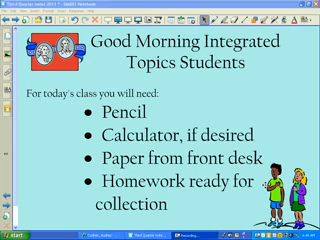 Good Morning Integrated
Topics Students
For today's class you will need:
• Pencil
• Calculator, if desired
• Paper from front desk
• Homework ready for
collection
start